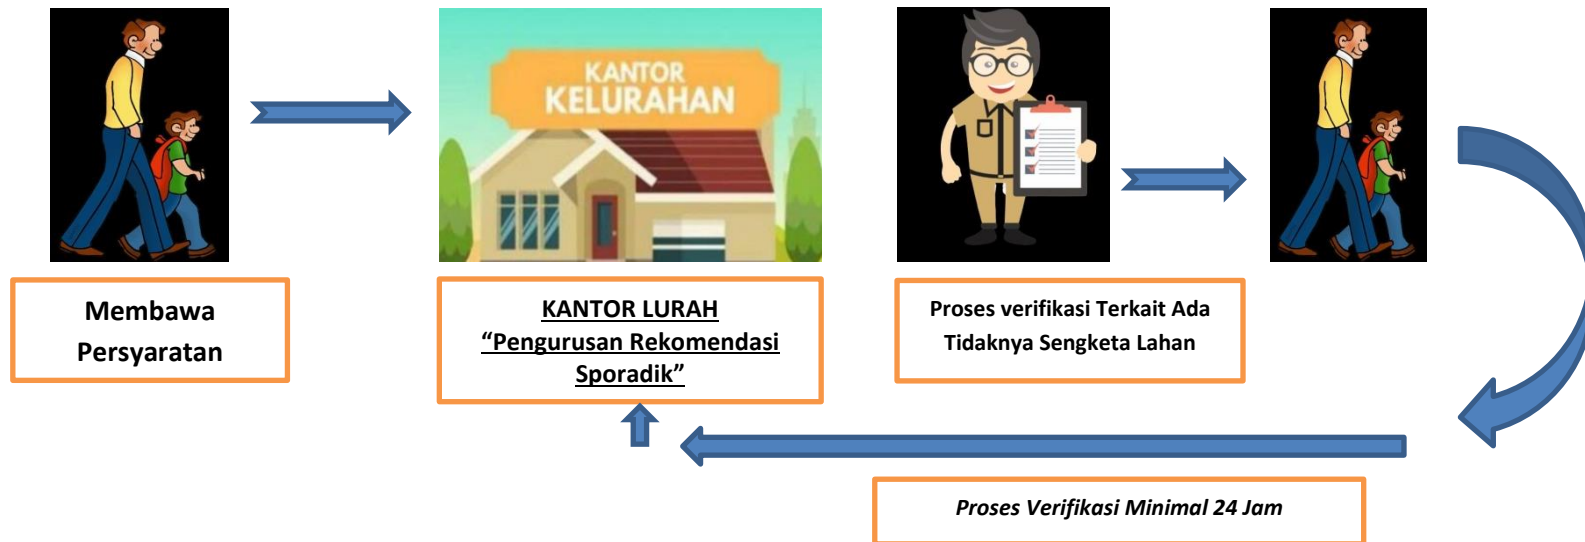 KANTOR
KELURAHAN
Membawa
Persyaratan
KANTOR LURAH
“Pengurusan Rekomendasi
Sporadik”
Proses verifikasi Terkait Ada
Tidaknya Sengketa Lahan
Proses Verifikasi Minimal 24 Jam